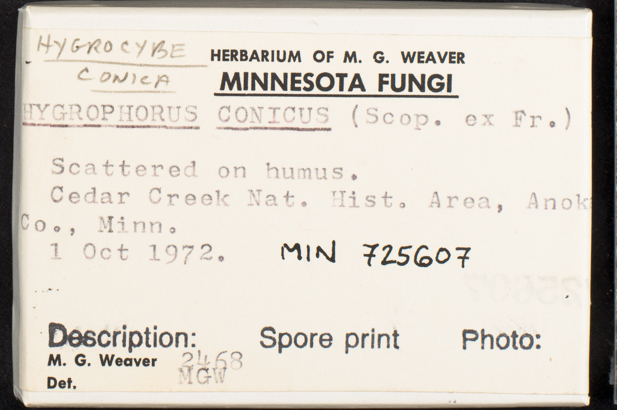 HYGROCYBE
CONICA
HERBARIUM OF M. G. WEAVER
MINNESOTA FUNGI
HYGROPHORUS CONICUS (Scop. ex Fr.)
Scattered on humus.
Cedar Creek Nat. Hist. Area, Anok
Co., Minn.
1 Oct 1972. MIN 725607
Description: Spore print Photo:
M. G. Weaver 2468
Det. MGW